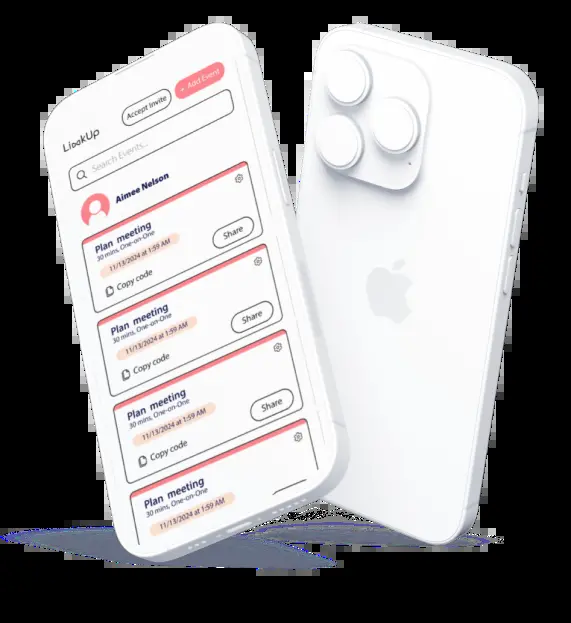 LiookUp
Accept Invite
+ Add Event
Search Events...
Aimee Nelson
Plan meeting
30 mins, One-on-One
11/13/2024 at 1:59 AM
Copy code
Share
Plan meeting
30 mins, One-on-One
11/13/2024 at 1:59 AM
Copy code
Share
Plan meeting
30 mins, One-on-One
11/13/2024 at 1:59 AM
Copy code
Share
Plan meeting
30 mins, One-on-One
11/13/2024 at 1:59 AM